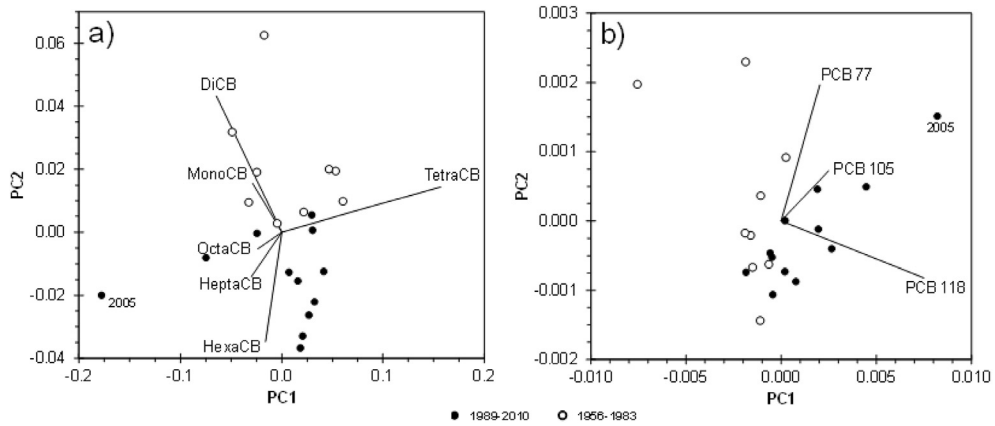 a)
0.06
0.04
0.02
0.00
-0.02
-0.04
PC2
DiCB
MonoCB
TetraCB
OctaCB
HeptaCB
HexaCB
2005
-0.2
-0.1
0.0
0.1
0.2
PC1
b)
0.003
0.002
0.001
0.000
-0.001
-0.002
PC2
PCB 77
2005
PCB 105
PCB 118
-0.010
-0.005
0.000
0.005
0.010
PC1
1989-2010
1956-1983